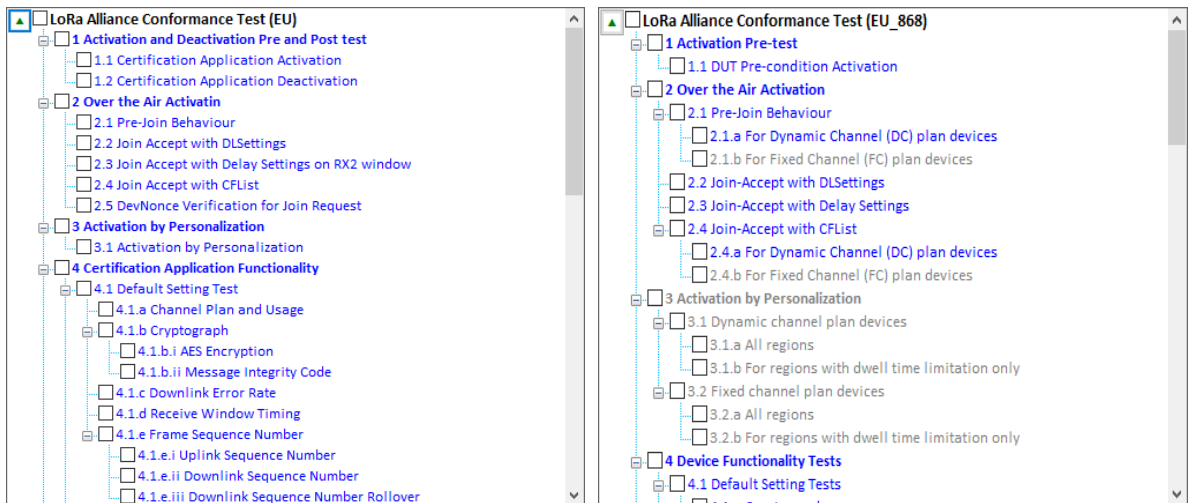 LoRa Alliance Conformance Test (EU)
1 Activation and Deactivation Pre and Post test
1.1 Certification Application Activation
1.2 Certification Application Deactivation
2 Over the Air Activatin
2.1 Pre-Join Behaviour
2.2 Join Accept with DLSettings
2.3 Join Accept with Delay Settings on RX2 window
2.4 Join Accept with CFList
2.5 DevNonce Verification for Join Request
3 Activation by Personalization
3.1 Activation by Personalization
4 Certification Application Functionality
4.1 Default Setting Test
4.1.a Channel Plan and Usage
4.1.b Cryptograph
4.1.b.i AES Encryption
4.1.b.ii Message Integrity Code
4.1.c Downlink Error Rate
4.1.d Receive Window Timing
4.1.e Frame Sequence Number
4.1.e.i Uplink Sequence Number
4.1.e.ii Downlink Sequence Number
4.1.e.iii Downlink Sequence Number Rollover
LoRa Alliance Conformance Test (EU_868)
1 Activation Pre-test
1.1 DUT Pre-condition Activation
2 Over the Air Activation
2.1 Pre-Join Behaviour
2.1.a For Dynamic Channel (DC) plan devices
2.1.b For Fixed Channel (FC) plan devices
2.2 Join-Accept with DLSettings
2.3 Join-Accept with Delay Settings
2.4 Join-Accept with CFList
2.4.a For Dynamic Channel (DC) plan devices
2.4.b For Fixed Channel (FC) plan devices
3 Activation by Personalization
3.1 Dynamic channel plan devices
3.1.a All regions
3.1.b For regions with dwell time limitation only
3.2 Fixed channel plan devices
3.2.a All regions
3.2.b For regions with dwell time limitation only
4 Device Functionality Tests
4.1 Default Setting Tests